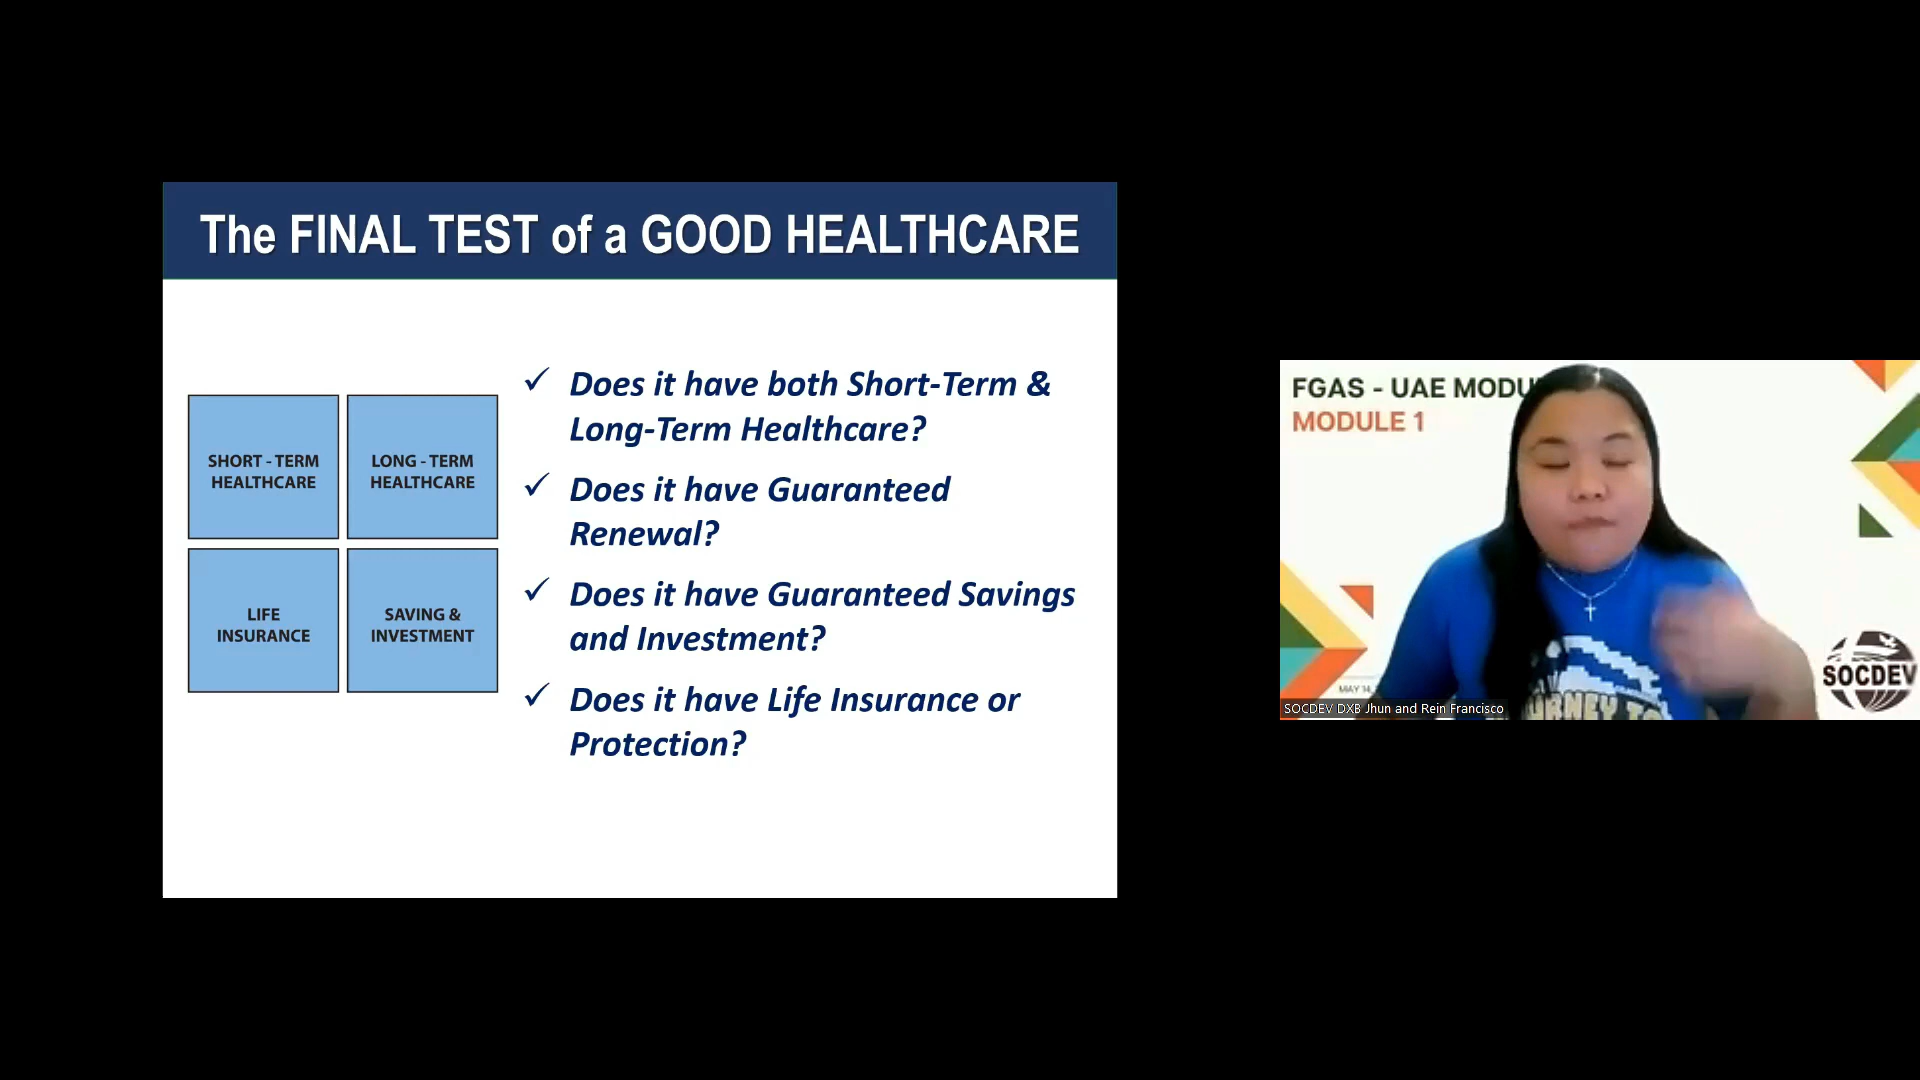 The FINAL TEST of a GOOD HEALTHCARE
SHORT - TERM
HEALTHCARE
LONG - TERM
HEALTHCARE
LIFE
INSURANCE
SAVING &
INVESTMENT
✓ Does it have both Short-Term &
Long-Term Healthcare?
✓ Does it have Guaranteed
Renewal?
✓ Does it have Guaranteed Savings
and Investment?
✓ Does it have Life Insurance or
Protection?
FGAS - UAE MODU
MODULE 1
MAY 14,
SOCDEV
SOCDEV DXB Jhun and Rein Francisco